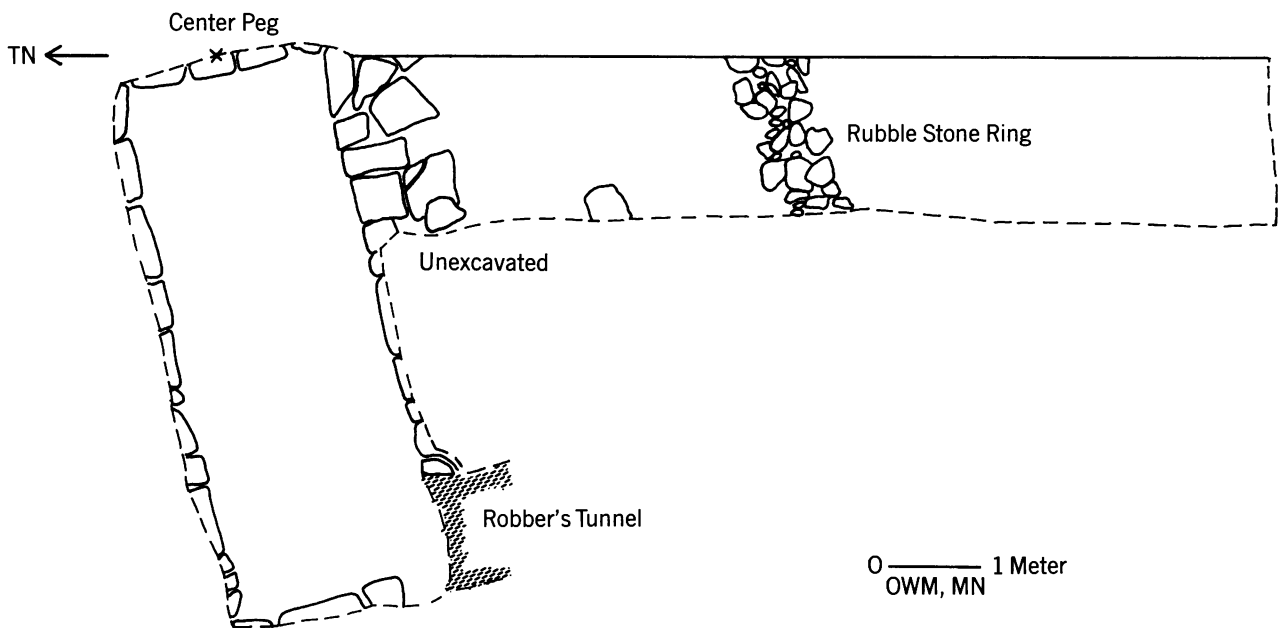 Center Peg
TN
Rubble Stone Ring
Unexcavated
Robber's Tunnel
0 1 Meter
OWM, MN